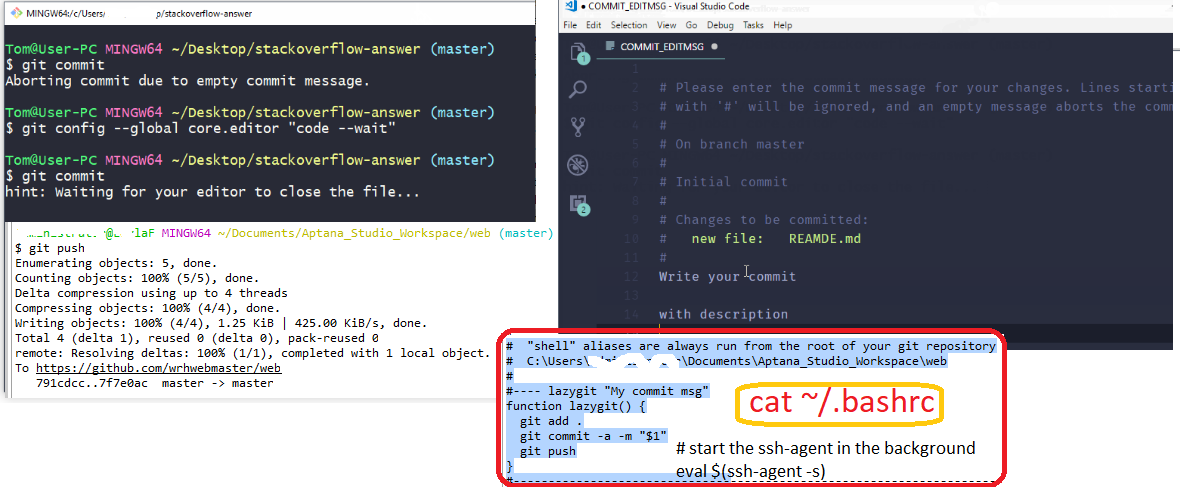 MINGW64:/c/Users/ p/stackoverflow-answer
Tom@User-PC MINGW64 ~/Desktop/stackoverflow-answer (master)
$ git commit
Aborting commit due to empty commit message.
Tom@User-PC MINGW64 ~/Desktop/stackoverflow-answer (master)
$ git config --global core.editor "code --wait"
Tom@User-PC MINGW64 ~/Desktop/stackoverflow-answer (master)
$ git commit
hint: Waiting for your editor to close the file...
MINGW64 ~/Documents/Aptana_Studio_Workspace/web (master)
$ git push
Enumerating objects: 5, done.
Counting objects: 100% (5/5), done.
Delta compression using up to 4 threads
Compressing objects: 100% (4/4), done.
Writing objects: 100% (4/4), 1.25 KiB | 425.00 KiB/s, done.
Total 4 (delta 1), reused 0 (delta 0), pack-reused 0
remote: Resolving deltas: 100% (1/1), completed with 1 local object.
To https://github.com/wrhwebmaster/web
791cdcc..7f7e0ac master -> master
● COMMIT_EDITMSG - Visual Studio Code
File Edit Selection View Go Debug Tasks Help
COMMIT_EDITMSG ●
1
2 # Please enter the commit message for your changes. Lines starti
3 # with '#' will be ignored, and an empty message aborts the comm
4 #
5 # On branch master
6 #
7 # Initial commit
8 #
9 # Changes to be committed:
10 # new file: REAMDE.md
11 #
12 Write your commit
13
14 with description
1
2
# "shell" aliases are always run from the root of your git repository
# C:\Users\ \Documents\Aptana_Studio_Workspace\web
#
#---- lazygit "My commit msg"
function lazygit() {
git add .
git commit -a -m "$1"
git push
}
#----------------------------------------------------------------------
cat ~/.bashrc
# start the ssh-agent in the background
eval $(ssh-agent -s)